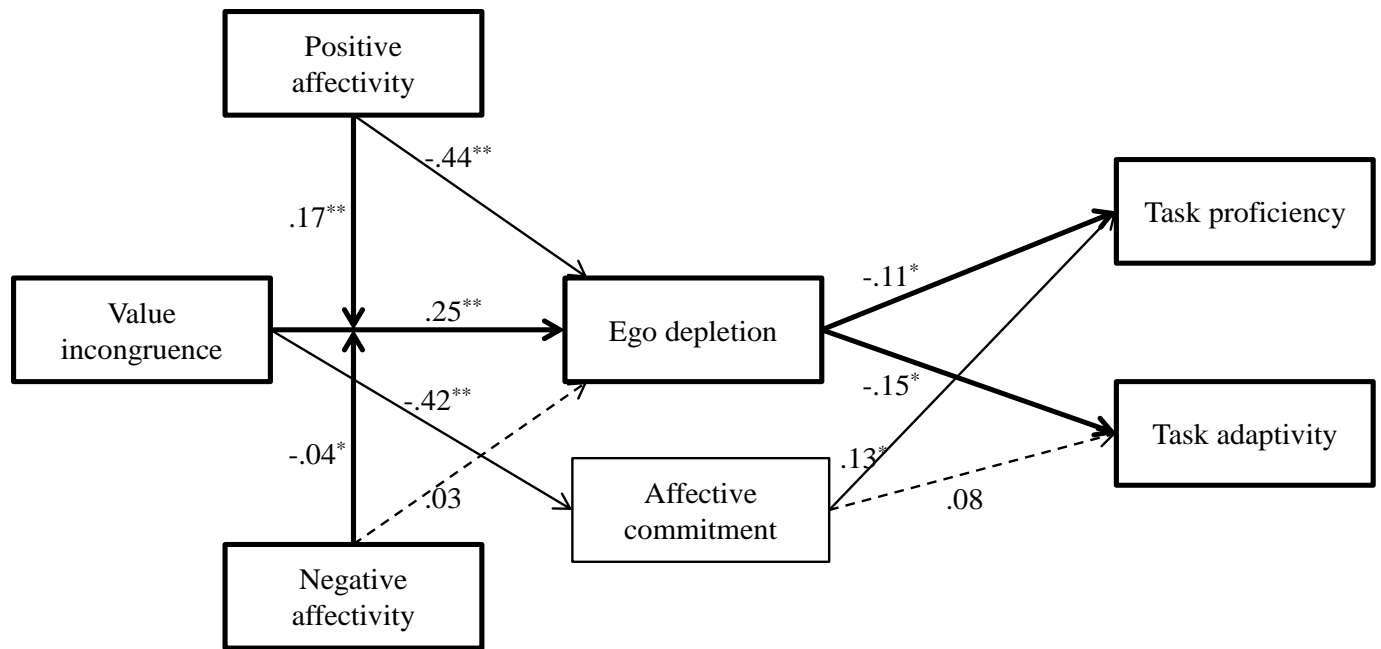 Positive
affectivity
-.44**
.17**
Task proficiency
Value
incongruence
.25**
Ego depletion
-.11*
-.15*
-.42**
Task adaptivity
-.04*
.03
Affective
commitment
.13*
.08
Negative
affectivity